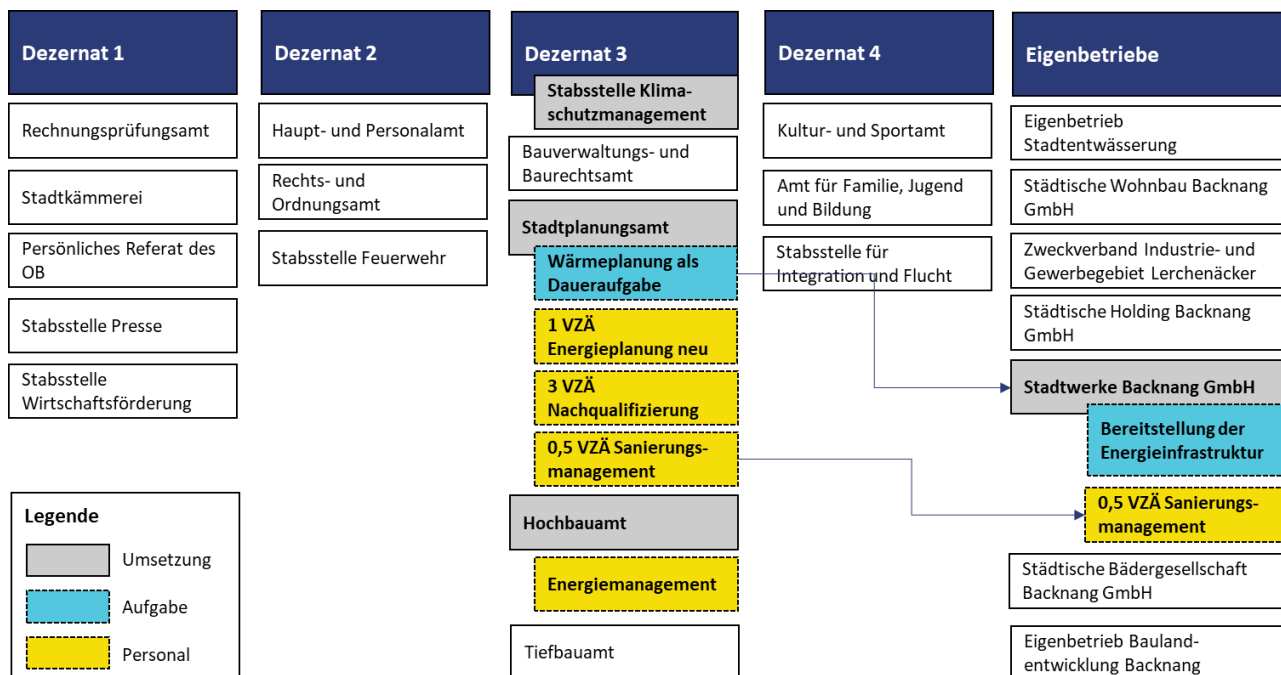 Dezernat 1
Rechnungsprüfungsamt
Stadtkämmerei
Persönliches Referat des
OB
Stabsstelle Presse
Stabsstelle
Wirtschaftsförderung
Legende
Umsetzung
Aufgabe
Personal
Dezernat 2
Haupt- und Personalamt
Rechts- und
Ordnungsamt
Stabsstelle Feuerwehr
Dezernat 3
Stabsstelle Klima-
schutzmanagement
Bauverwaltungs- und
Baurechtsamt
Stadtplanungsamt
Wärmeplanung als
Daueraufgabe
1 VZÄ
Energieplanung neu
3 VZÄ
Nachqualifizierung
0,5 VZÄ Sanierungs-
management
Hochbauamt
Energiemanagement
Tiefbauamt
Dezernat 4
Kultur- und Sportamt
Amt für Familie, Jugend
und Bildung
Stabsstelle für
Integration und Flucht
Eigenbetriebe
Eigenbetrieb
Stadtentwässerung
Städtische Wohnbau Backnang
GmbH
Zweckverband Industrie- und
Gewerbegebiet Lerchenäcker
Städtische Holding Backnang
GmbH
Stadtwerke Backnang GmbH
Bereitstellung der
Energieinfrastruktur
0,5 VZÄ Sanierungs-
management
Städtische Bädergesellschaft
Backnang GmbH
Eigenbetrieb Bauland-
entwicklung Backnang